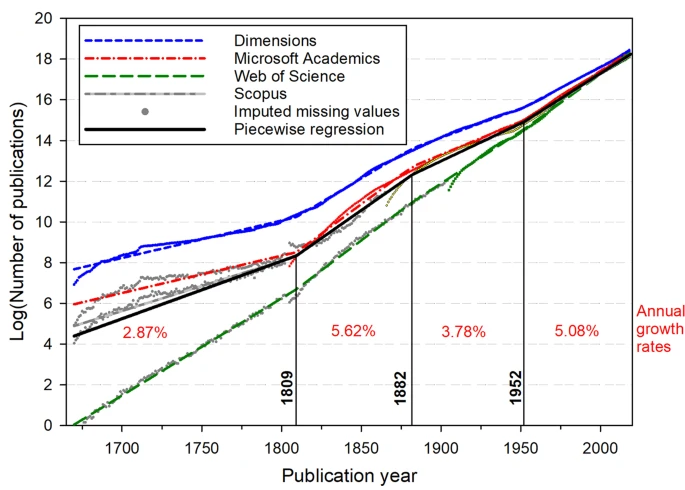 Dimensions
Microsoft Academics
Web of Science
Scopus
Imputed missing values
Piecewise regression
Log(Number of publications)
20
18
16
14
12
10
8
6
4
2
0
2.87%
5.62%
3.78%
5.08%
Annual
growth
rates
1809
1882
1952
1700
1750
1800
1850
1900
1950
2000
Publication year